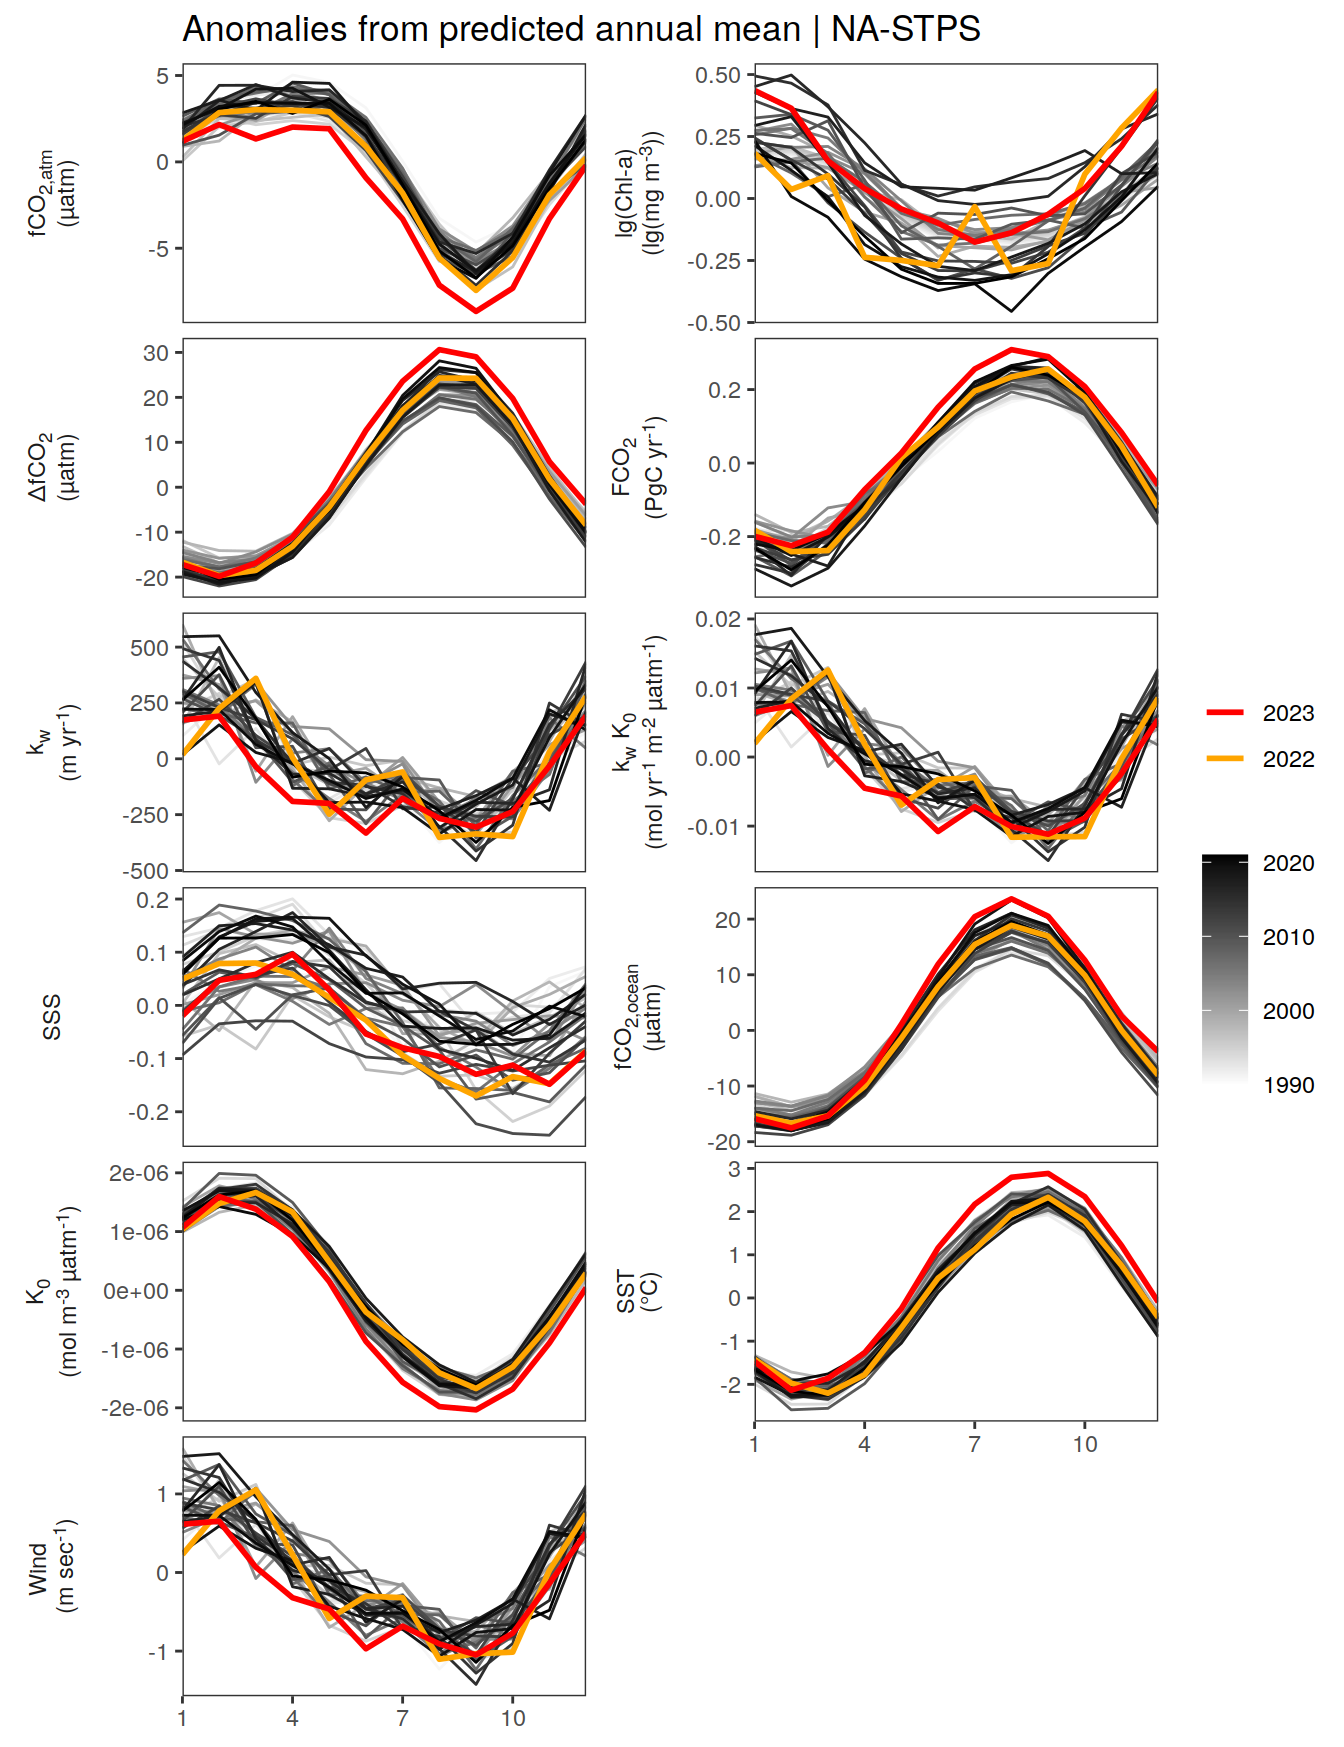 Anomalies from predicted annual mean | NA-STPS
fCO2,atm
(µatm)
5
0
-5
lg(Chl-a)
(lg(mg m-3))
0.50
0.25
0.00
-0.25
-0.50
ΔfCO2
(µatm)
30
20
10
0
-10
-20
FCO2
(PgC yr-1)
0.2
0.0
-0.2
kw
(m yr-1)
500
250
0
-250
-500
kw K0
(mol yr-1 m-2 µatm-1)
0.02
0.01
0.00
-0.01
SSS
0.2
0.1
0.0
-0.1
-0.2
fCO2,ocean
(µatm)
20
10
0
-10
-20
K0
(mol m-3 µatm-1)
2e-06
1e-06
0e+00
-1e-06
-2e-06
SST
(°C)
3
2
1
0
-1
-2
1 4 7 10
Wind
(m sec-1)
1
0
-1
1 4 7 10
2023
2022
2020
2010
2000
1990